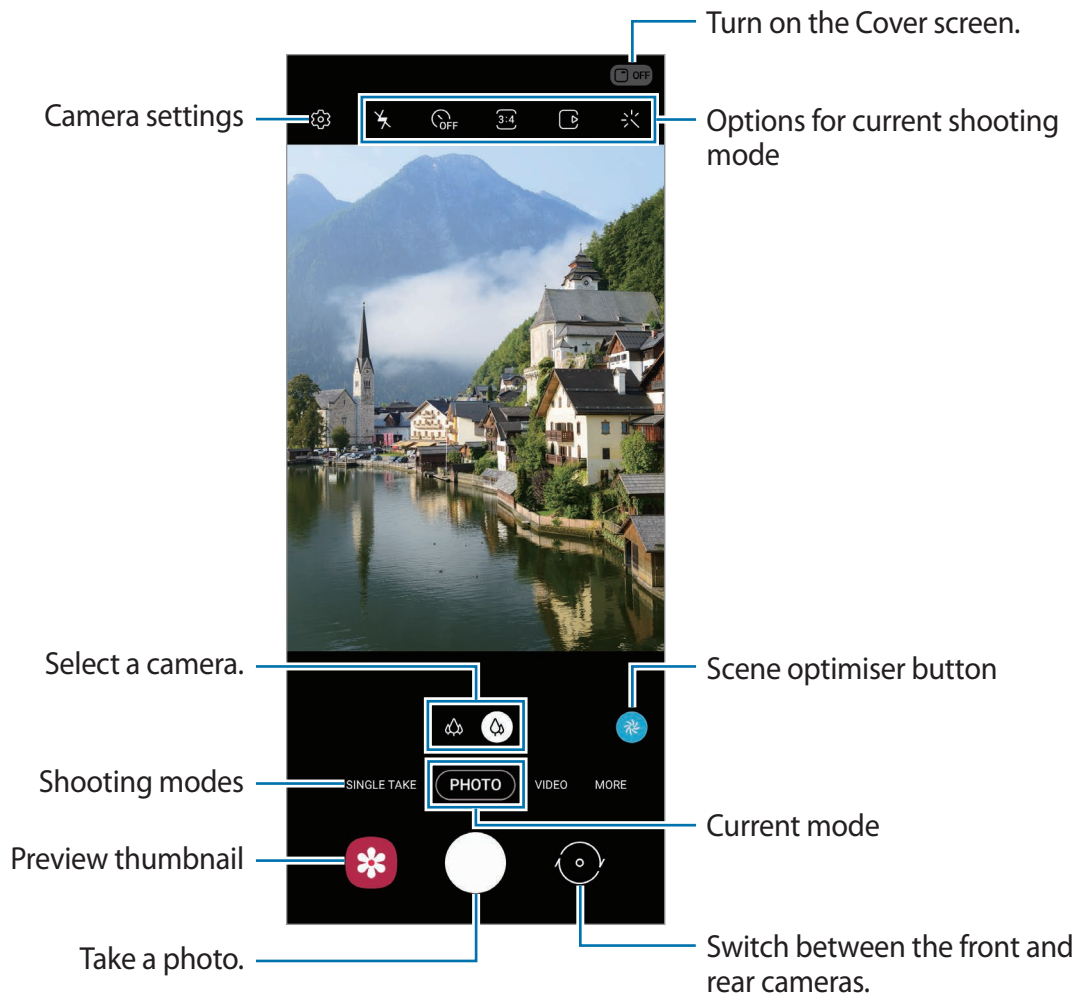 Turn on the Cover screen.
OFF
Camera settings
OFF
3:4
Options for current shooting
mode
Select a camera.
Scene optimiser button
Shooting modes
SINGLE TAKE
PHOTO
VIDEO
MORE
Current mode
Preview thumbnail
Take a photo.
Switch between the front and
rear cameras.